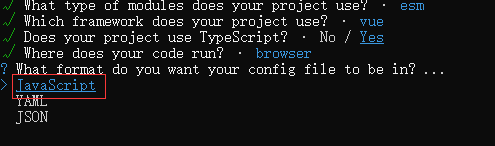 √ What type of modules does your project use? · esm
√ Which framework does your project use? · vue
√ Does your project use TypeScript? · No / Yes
√ Where does your code run? · browser
? What format do you want your config file to be in? ...
> JavaScript
YAML
JSON